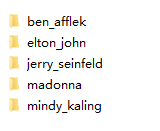 ben_afflek
elton_john
jerry_seinfeld
madonna
mindy_kaling